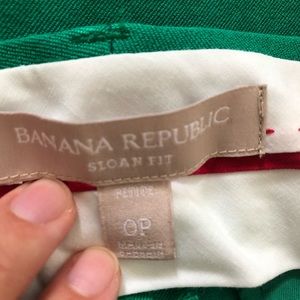 BANANA REPUBLIC
SLOAN FIT
PETITE
0P